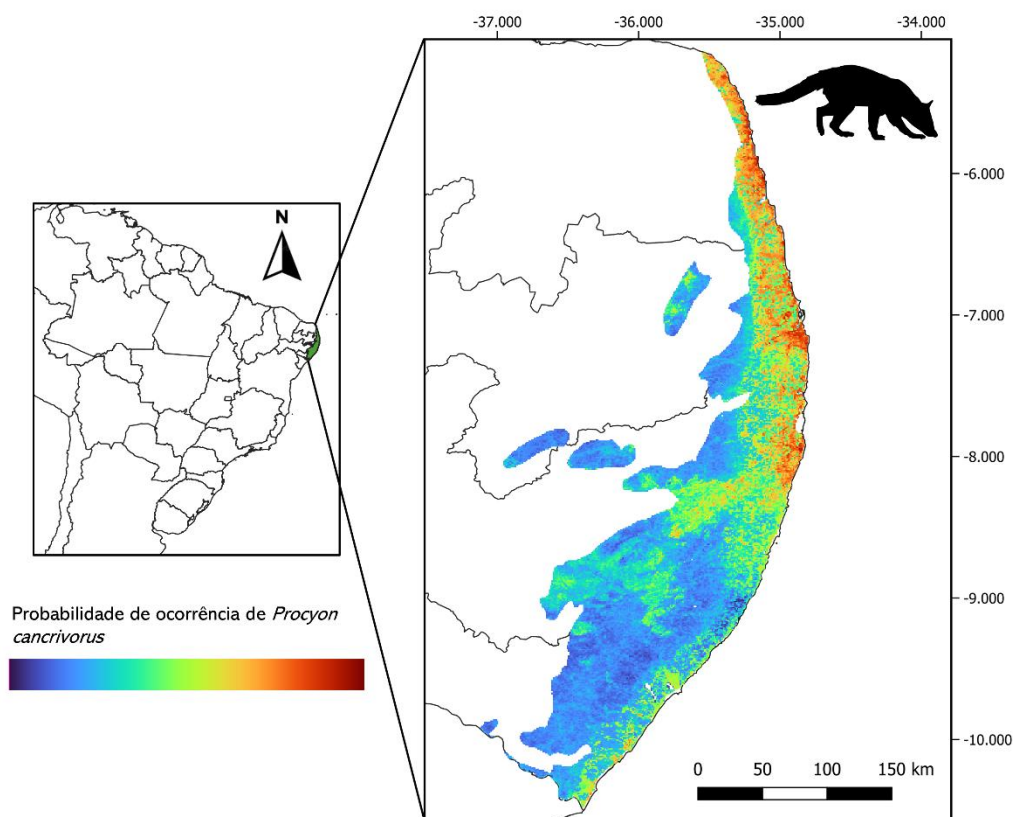 -37.000 -36.000 -35.000 -34.000
-6.000
N
-7.000
-8.000
Probabilidade de ocorrência de Procyon
cancrivorus
-9.000
-10.000
0 50 100 150 km